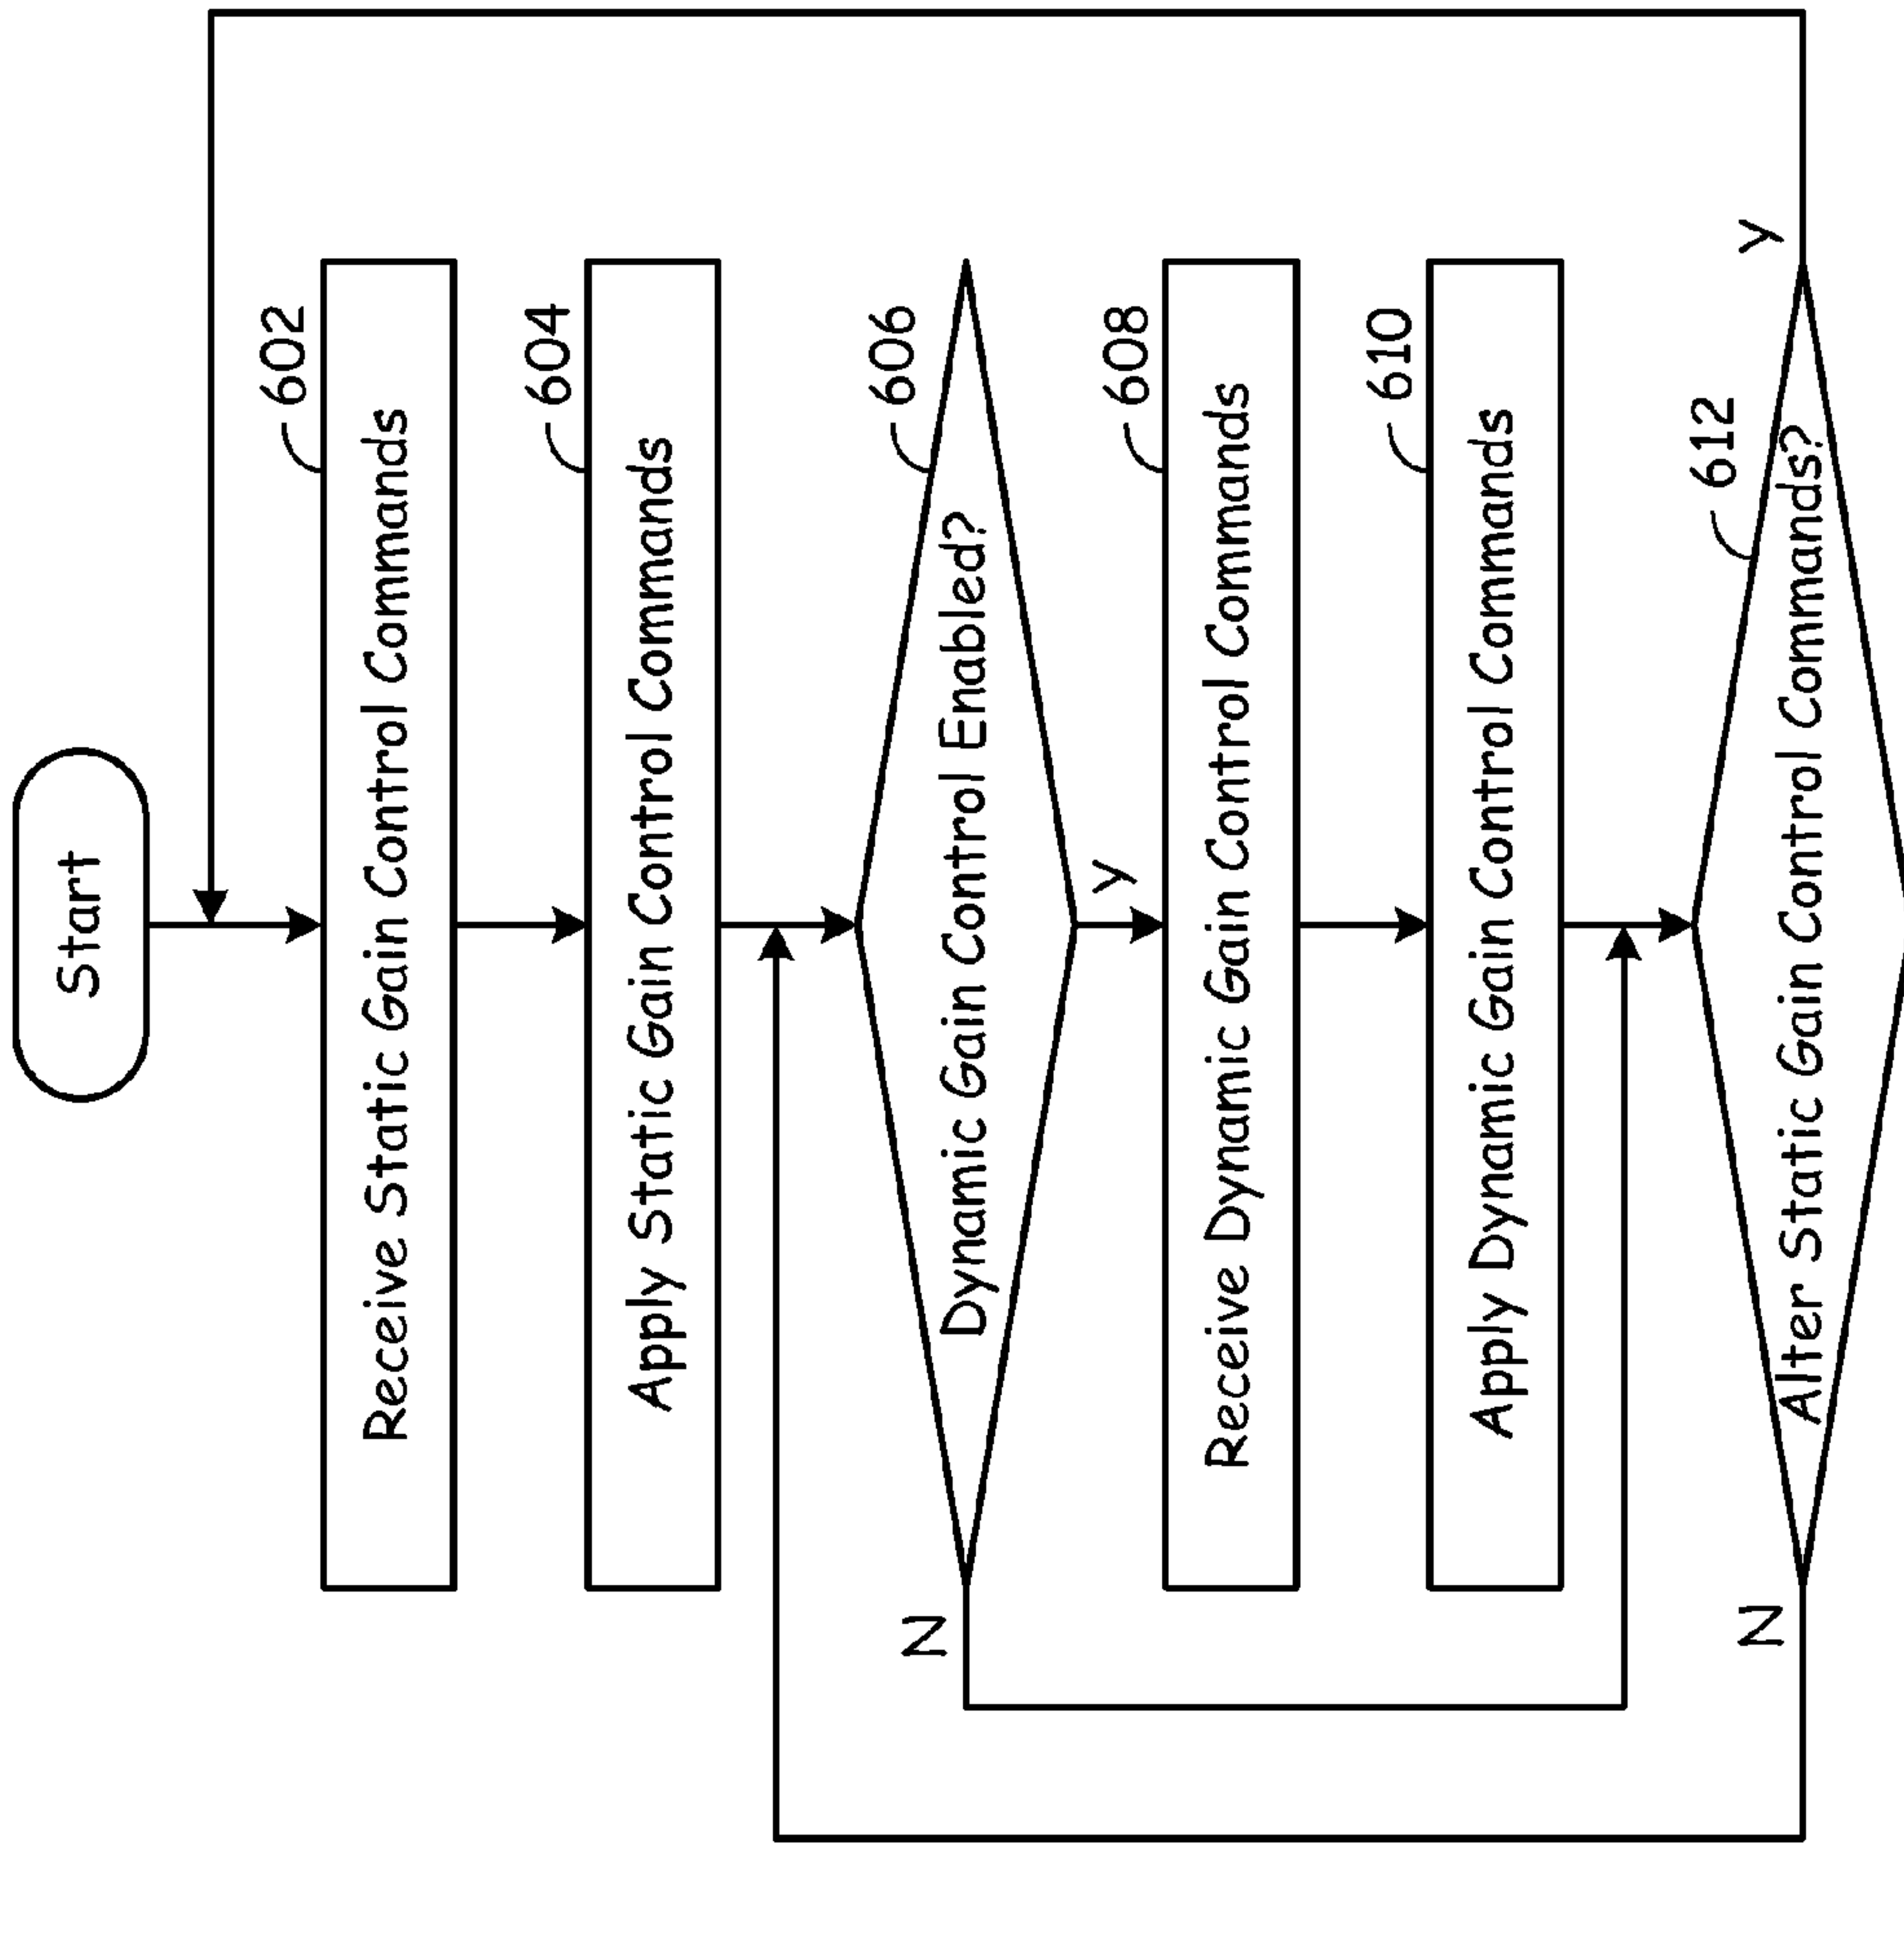 Start
602
Receive Static Gain Control Commands
604
Apply Static Gain Control Commands
606
Dynamic Gain Control Enabled?
N
Y
608
Receive Dynamic Gain Control Commands
610
Apply Dynamic Gain Control Commands
612
Alter Static Gain Control Commands?
N
Y